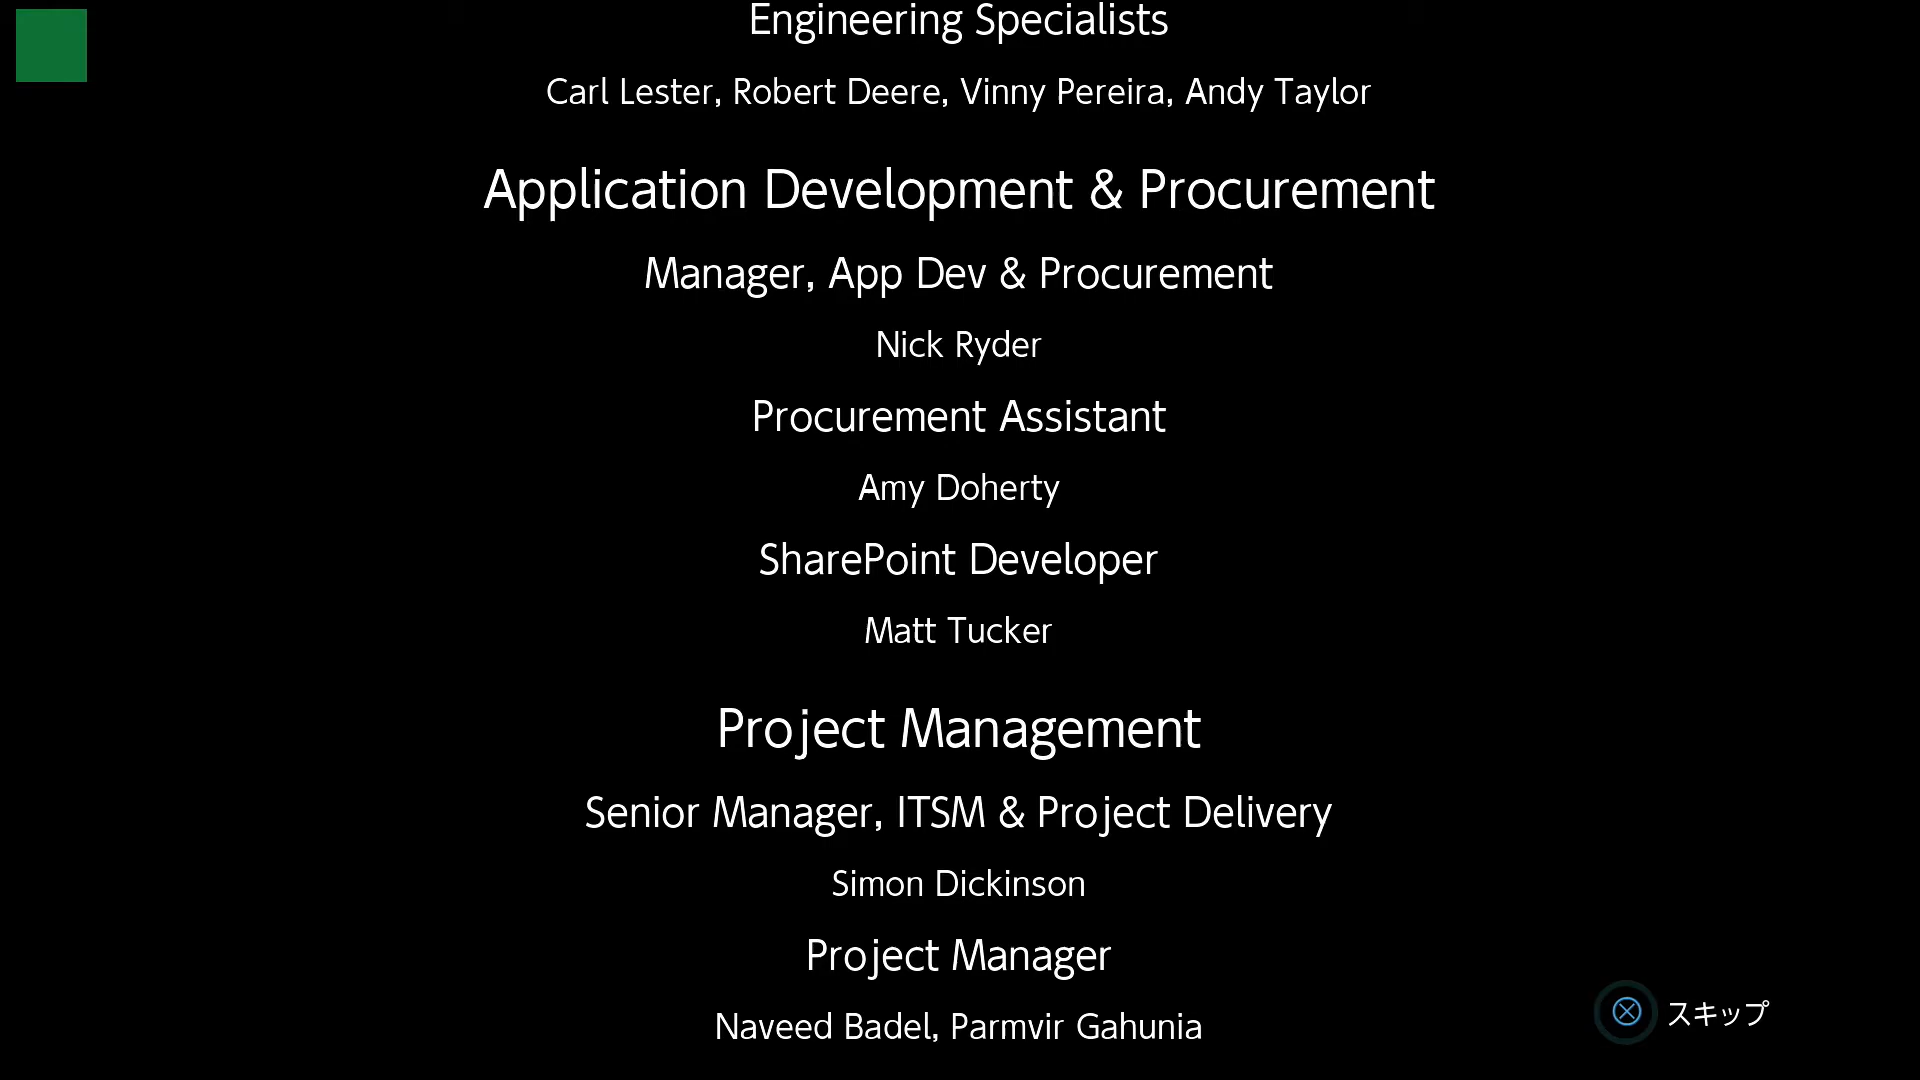 Engineering Specialists
Carl Lester, Robert Deere, Vinny Pereira, Andy Taylor
Application Development & Procurement
Manager, App Dev & Procurement
Nick Ryder
Procurement Assistant
Amy Doherty
SharePoint Developer
Matt Tucker
Project Management
Senior Manager, ITSM & Project Delivery
Simon Dickinson
Project Manager
Naveed Badel, Parmvir Gahunia
スキップ